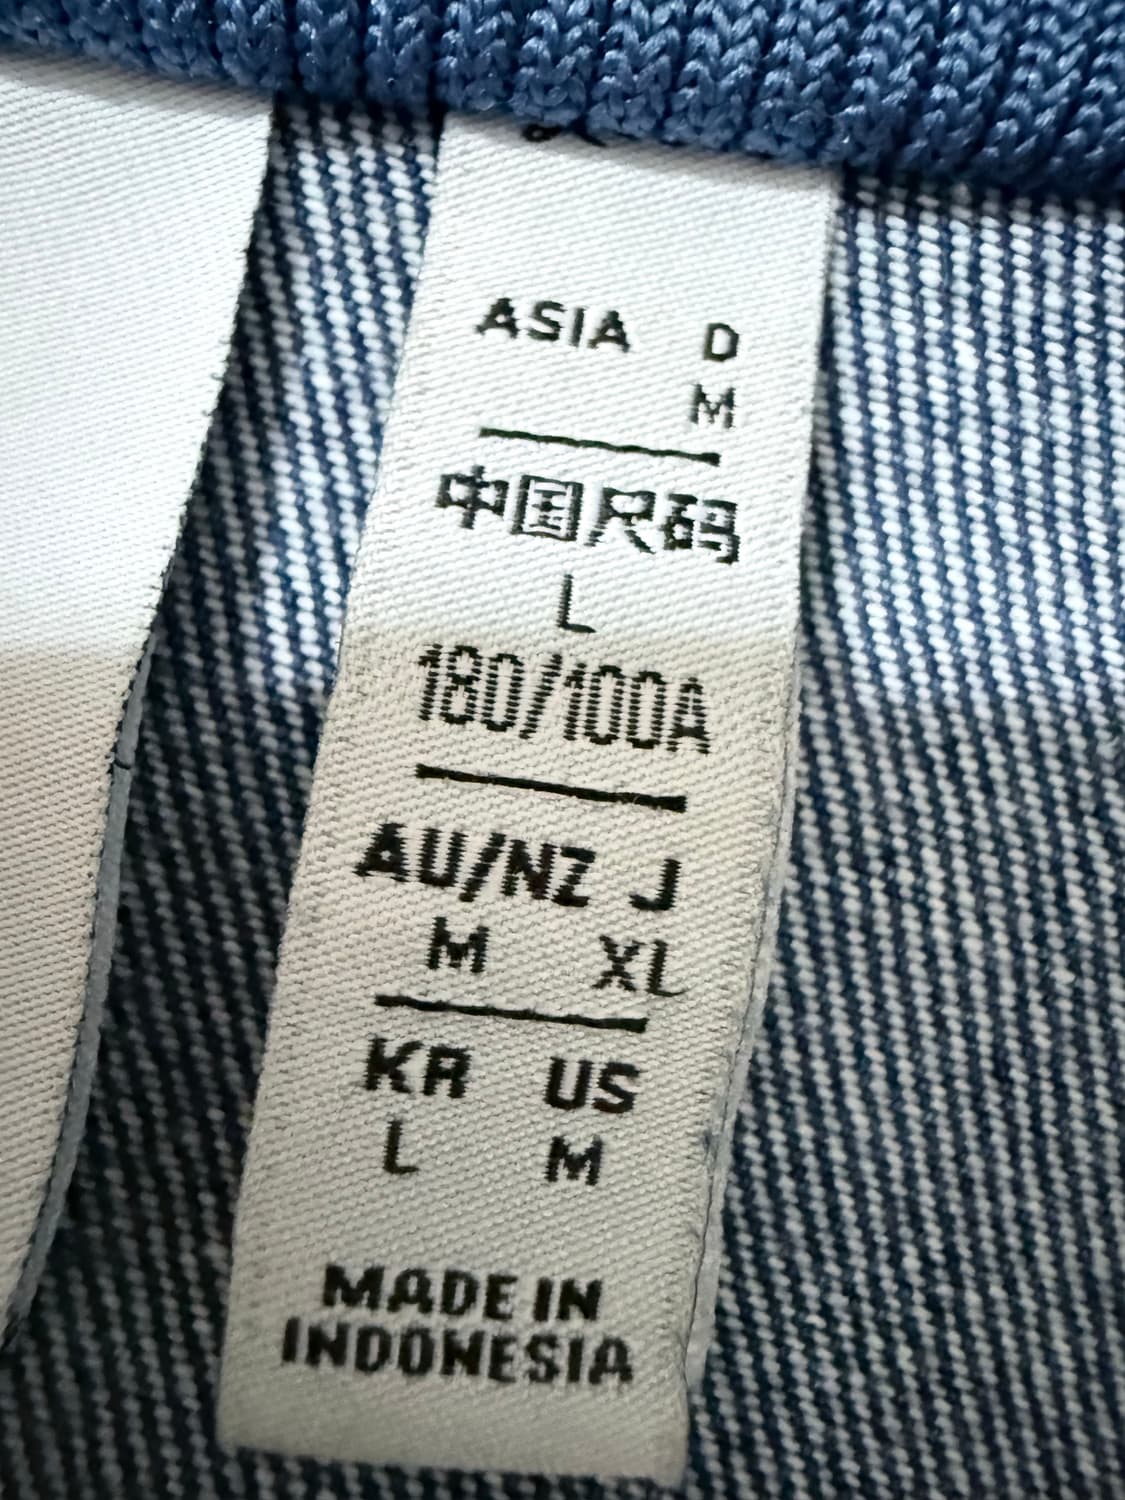 ASIA D
M
中国尺码
L
180/100A
AU/NZ J
M XL
KR US
L M
MADE IN
INDONESIA